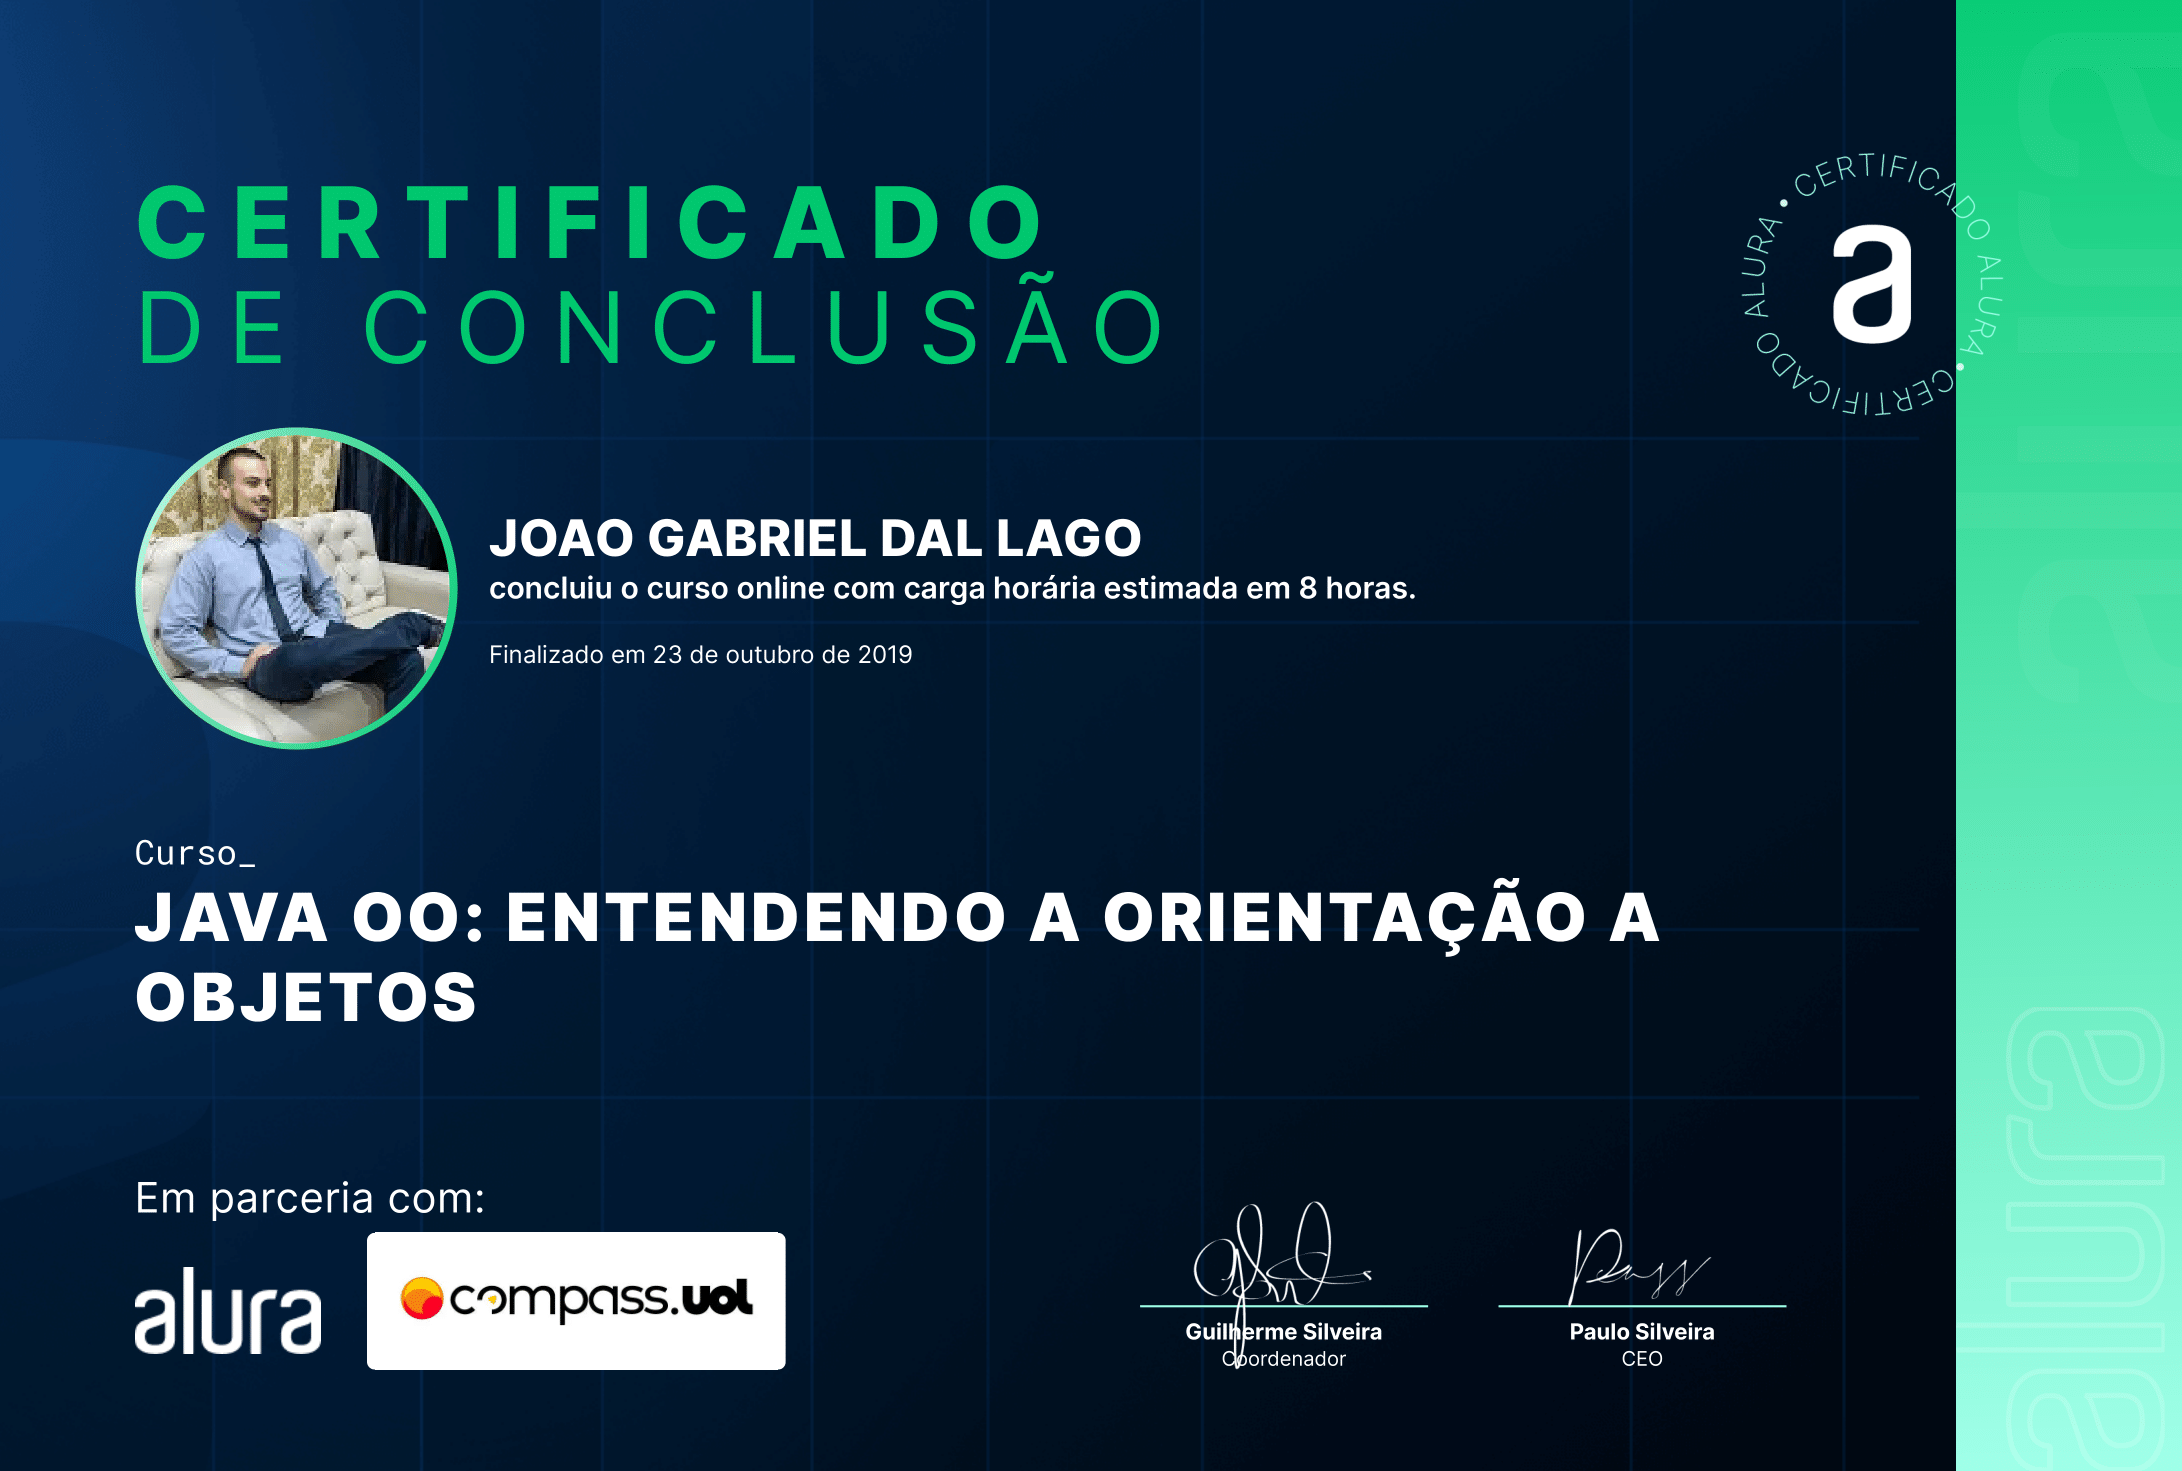 CERTIFICADO
DE CONCLUSÃO
CERTIFICADO ALURA • CERTIFICADO ALURA •
a
JOAO GABRIEL DAL LAGO
concluiu o curso online com carga horária estimada em 8 horas.
Finalizado em 23 de outubro de 2019
Curso_
JAVA OO: ENTENDENDO A ORIENTAÇÃO A
OBJETOS
Em parceria com:
alura
compass.uol
Guilherme Silveira
Coordenador
Paulo Silveira
CEO
alura
alura